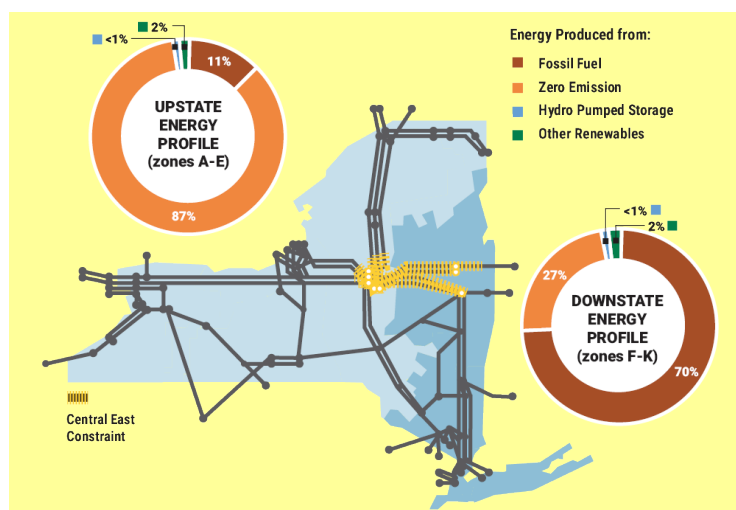 2%
<1%
11%
UPSTATE
ENERGY
PROFILE
(zones A-E)
87%
Energy Produced from:
Fossil Fuel
Zero Emission
Hydro Pumped Storage
Other Renewables
<1%
2%
27%
DOWNSTATE
ENERGY
PROFILE
(zones F-K)
70%
Central East
Constraint